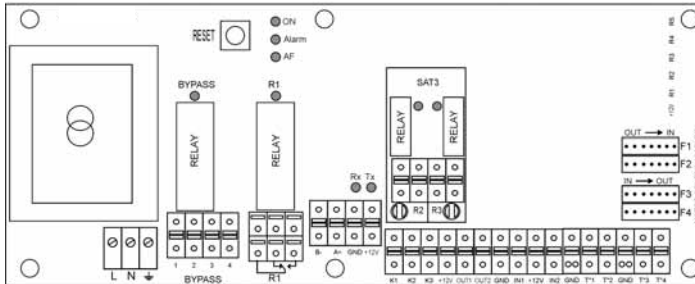 RESET
ON
Alarm
AF
BYPASS
R1
SAT3
RELAY
RELAY
RELAY
RELAY
R2 R3
Rx Tx
R5
R4
R3
R2
R1
+12V
OUT → IN
F1
F2
IN → OUT
F3
F4
L N
1 2 3 4
BYPASS
R1
B- A+ GND +12V
K1 K2 K3 +12V OUT1 OUT2 GND IN1 +12V IN2 GND T*1 T*2 GND T*3 T*4